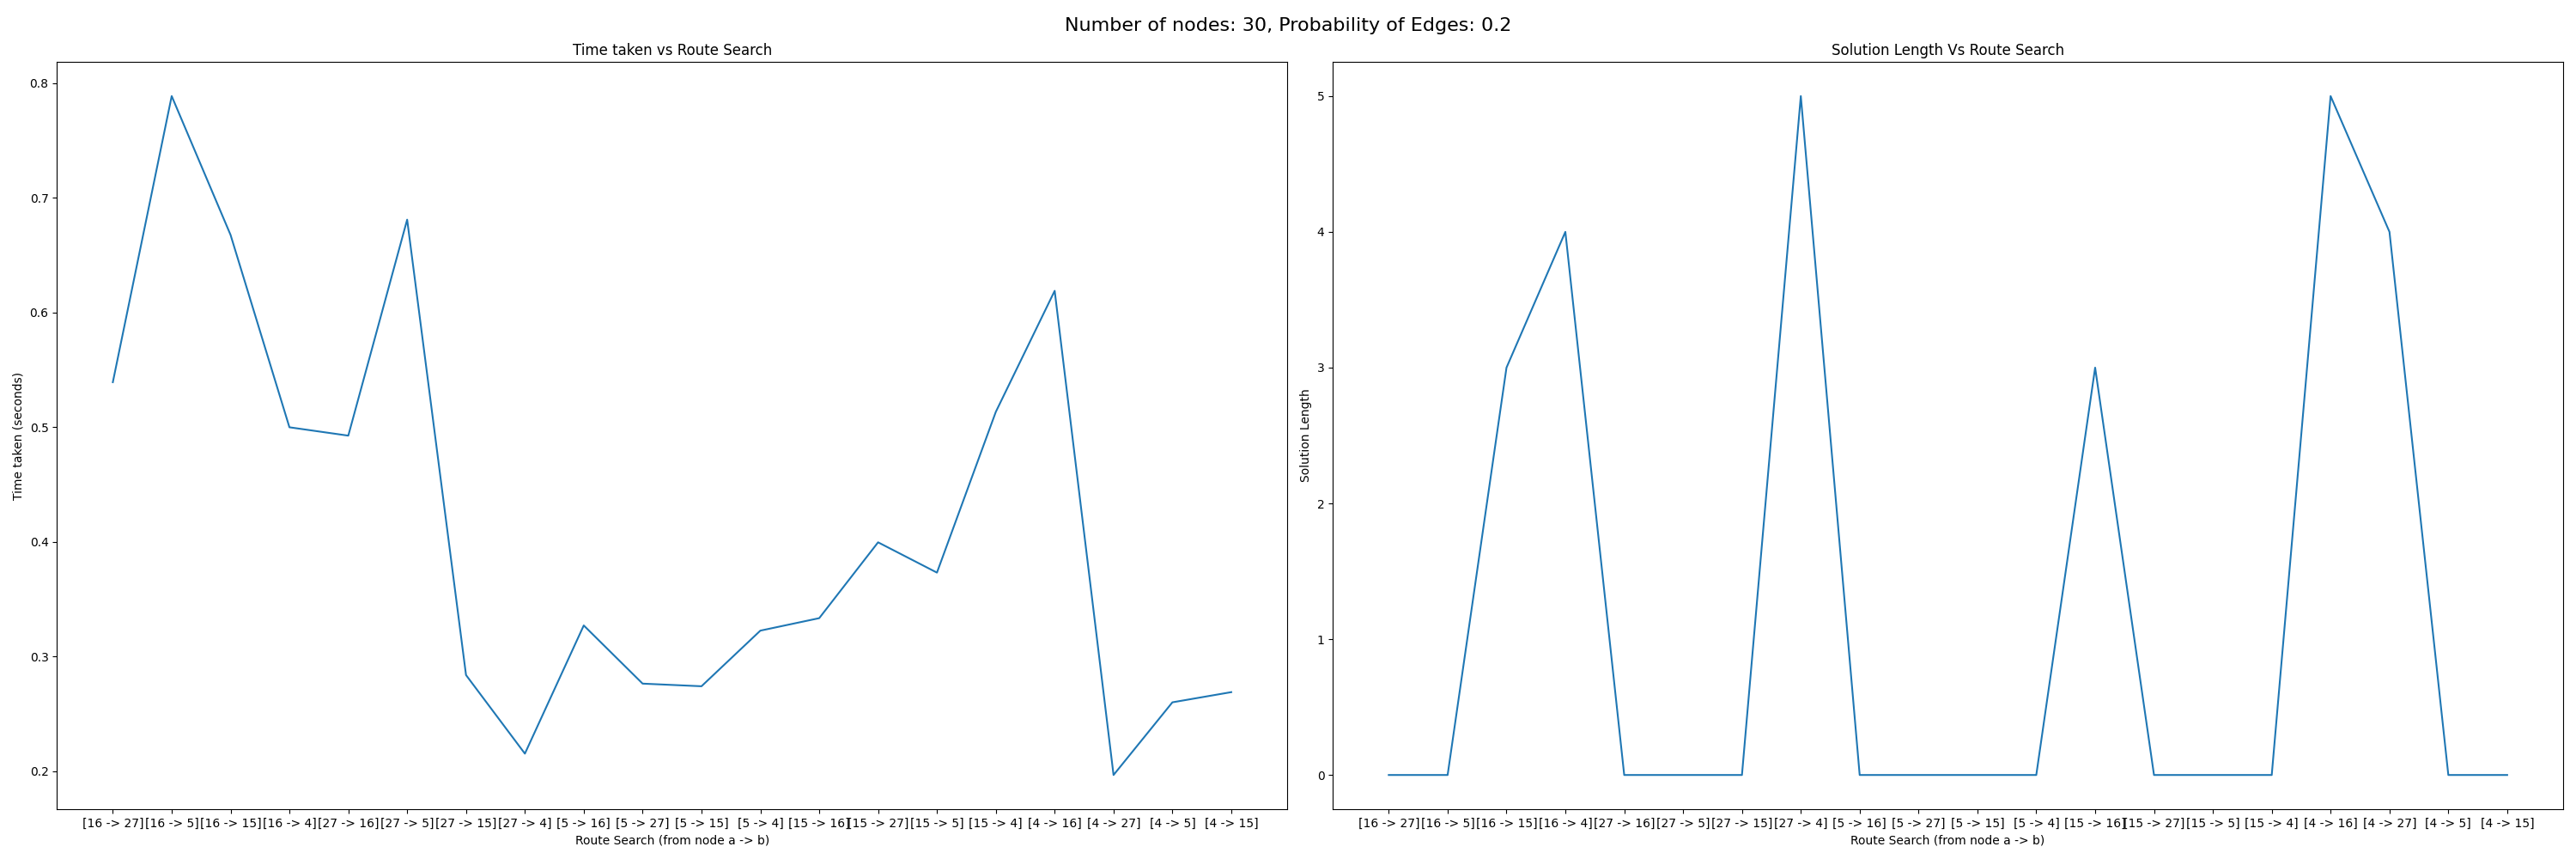 Number of nodes: 30, Probability of Edges: 0.2
Time taken vs Route Search
0.8
0.7
0.6
0.5
0.4
0.3
0.2
Time taken (seconds)
[16 -> 27] [16 -> 5] [16 -> 15] [16 -> 4] [27 -> 16] [27 -> 5] [27 -> 15] [27 -> 4] [5 -> 16] [5 -> 27] [5 -> 15] [5 -> 4] [15 -> 16] [15 -> 27] [15 -> 5] [15 -> 4] [4 -> 16] [4 -> 27] [4 -> 5] [4 -> 15]
Route Search (from node a -> b)
Solution Length Vs Route Search
5
4
3
2
1
0
Solution Length
[16 -> 27] [16 -> 5] [16 -> 15] [16 -> 4] [27 -> 16] [27 -> 5] [27 -> 15] [27 -> 4] [5 -> 16] [5 -> 27] [5 -> 15] [5 -> 4] [15 -> 16] [15 -> 27] [15 -> 5] [15 -> 4] [4 -> 16] [4 -> 27] [4 -> 5] [4 -> 15]
Route Search (from node a -> b)